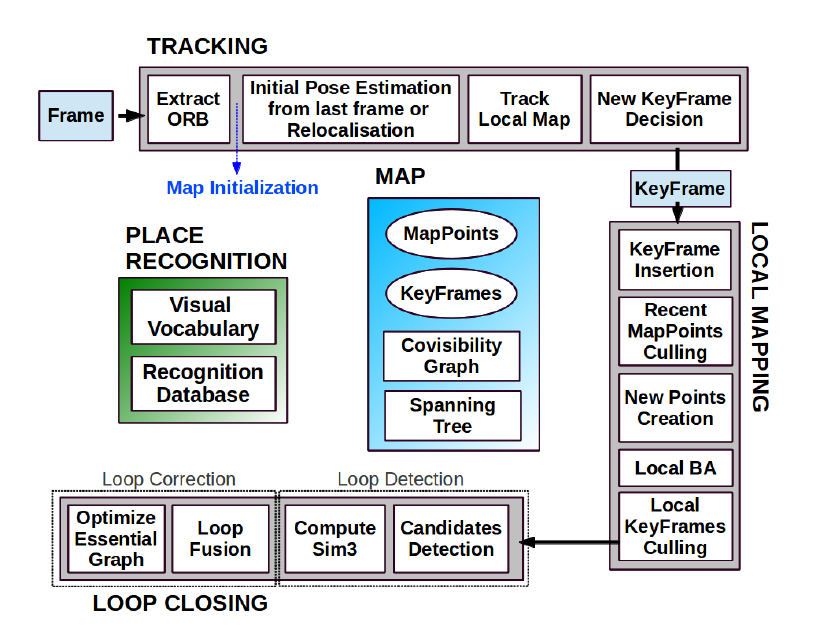 TRACKING
Frame
Extract
ORB
Initial Pose Estimation
from last frame or
Relocalisation
Track
Local Map
New KeyFrame
Decision
Map Initialization
MAP
KeyFrame
PLACE
RECOGNITION
Visual
Vocabulary
Recognition
Database
MapPoints
KeyFrames
Covisibility
Graph
Spanning
Tree
LOCAL MAPPING
KeyFrame
Insertion
Recent
MapPoints
Culling
New Points
Creation
Local BA
Local
KeyFrames
Culling
Loop Correction
Loop Detection
Optimize
Essential
Graph
Loop
Fusion
Compute
Sim3
Candidates
Detection
LOOP CLOSING